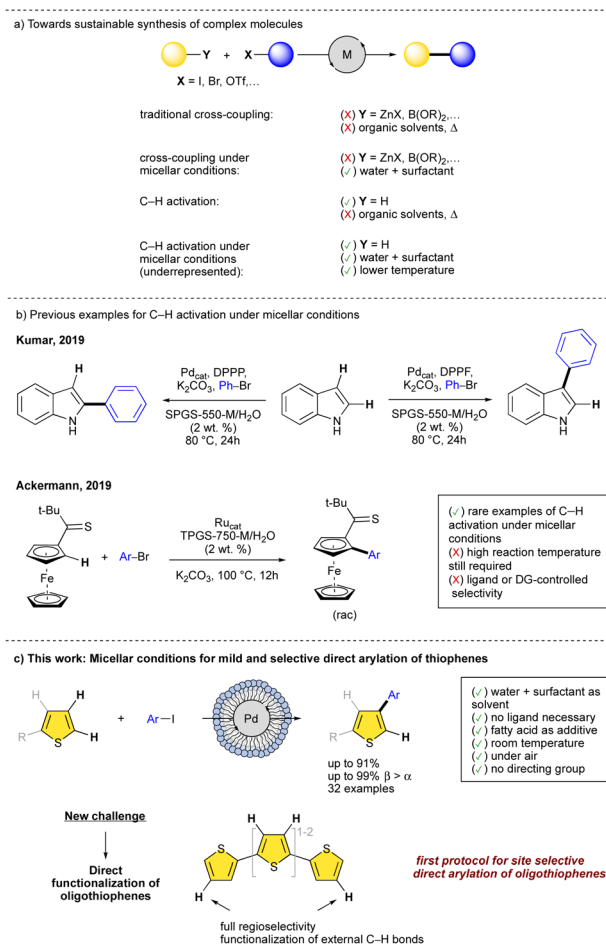 a) Towards sustainable synthesis of complex molecules
Y + X M
X = I, Br, OTf,...
traditional cross-coupling: (X) Y = ZnX, B(OR)2,...
(X) organic solvents, Δ
cross-coupling under (X) Y = ZnX, B(OR)2,...
micellar conditions: (✓) water + surfactant
C–H activation: (✓) Y = H
(X) organic solvents, Δ
C–H activation under (✓) Y = H
micellar conditions (✓) water + surfactant
(underrepresented): (✓) lower temperature
b) Previous examples for C–H activation under micellar conditions
Kumar, 2019
Pdcat, DPPP,
K2CO3, Ph–Br
SPGS-550-M/H2O
(2 wt. %)
80 °C, 24h
H
N
H
H
H
N
H
Pdcat, DPPF,
K2CO3, Ph–Br
SPGS-550-M/H2O
(2 wt. %)
80 °C, 24h
H
N
H
Ackermann, 2019
t-Bu
S
H
Fe
+ Ar–Br
Rucat
TPGS-750-M/H2O
(2 wt. %)
K2CO3, 100 °C, 12h
t-Bu
S
Ar
Fe
(rac)
(✓) rare examples of C–H
activation under micellar
conditions
(X) high reaction temperature
still required
(X) ligand or DG-controlled
selectivity
c) This work: Micellar conditions for mild and selective direct arylation of thiophenes
H H
R S H
+ Ar–I
Pd
H Ar
R S H
up to 91%
up to 99% β > α
32 examples
(✓) water + surfactant as
solvent
(✓) no ligand necessary
(✓) fatty acid as additive
(✓) room temperature
(✓) under air
(✓) no directing group
New challenge
Direct
functionalization of
oligothiophenes
H H
1-2
S S S
H H
full regioselectivity
functionalization of external C–H bonds
first protocol for site selective
direct arylation of oligothiophenes